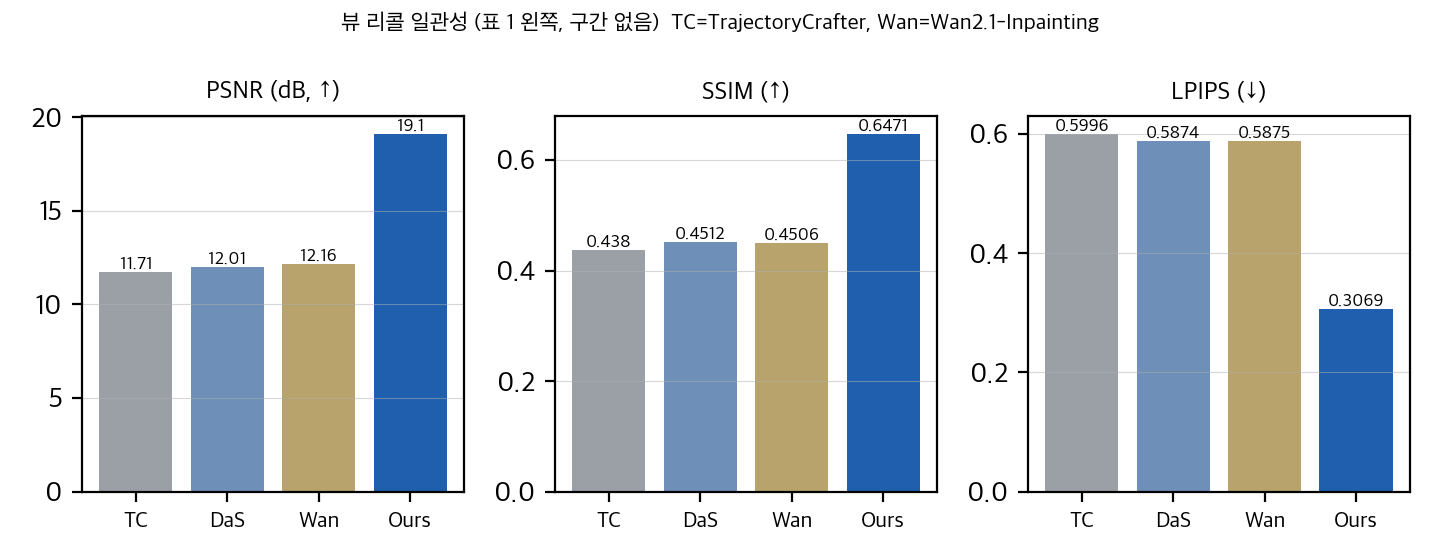 뷰 리콜 일관성 (표 1 왼쪽, 구간 없음)  TC=TrajectoryCrafter, Wan=Wan2.1-Inpainting
PSNR (dB, ↑)
20
15
10
5
0
11.71
12.01
12.16
19.1
TC
DaS
Wan
Ours
SSIM (↑)
0.6
0.4
0.2
0.0
0.438
0.4512
0.4506
0.6471
TC
DaS
Wan
Ours
LPIPS (↓)
0.6
0.4
0.2
0.0
0.5996
0.5874
0.5875
0.3069
TC
DaS
Wan
Ours